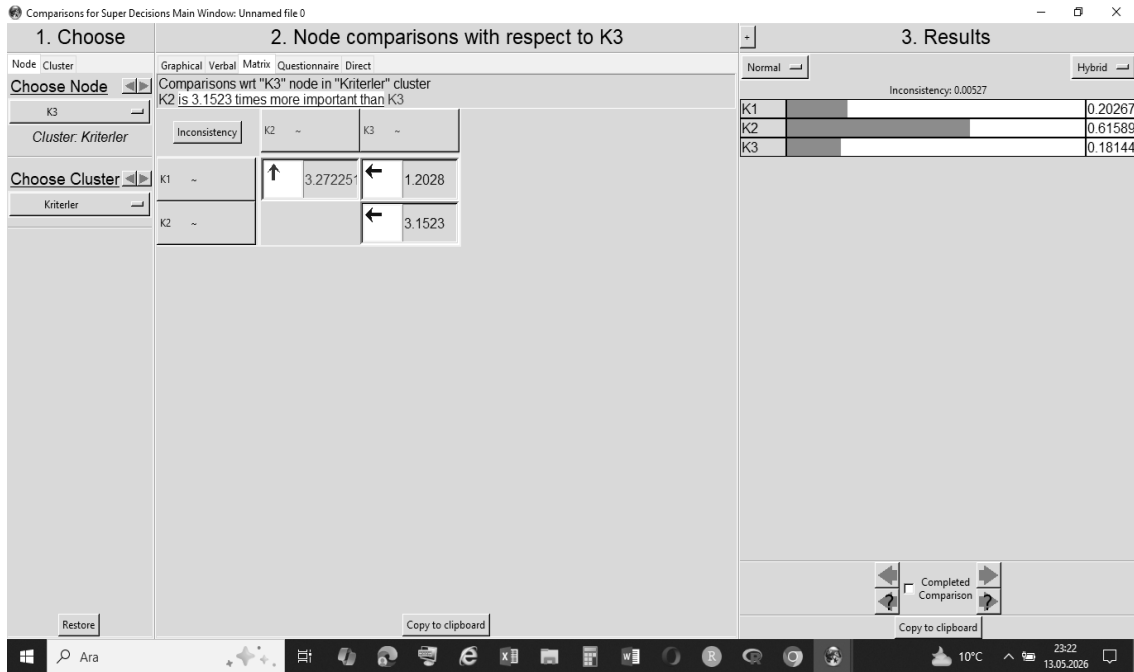 Comparisons for Super Decisions Main Window: Unnamed file 0
1. Choose
Node Cluster
Choose Node
K3
Cluster: Kriterler
Choose Cluster
Kriterler
Restore
2. Node comparisons with respect to K3
Graphical Verbal Matrix Questionnaire Direct
Comparisons wrt "K3" node in "Kriterler" cluster
K2 is 3.1523 times more important than K3
Inconsistency K2 ~ K3 ~
K1 ~ 3.272251 1.2028
K2 ~ 3.1523
Copy to clipboard
+ 3. Results
Normal Hybrid
Inconsistency: 0.00527
K1 0.20267
K2 0.61589
K3 0.18144
Completed
Comparison
Copy to clipboard
Ara
10°C
23:22
13.05.2026